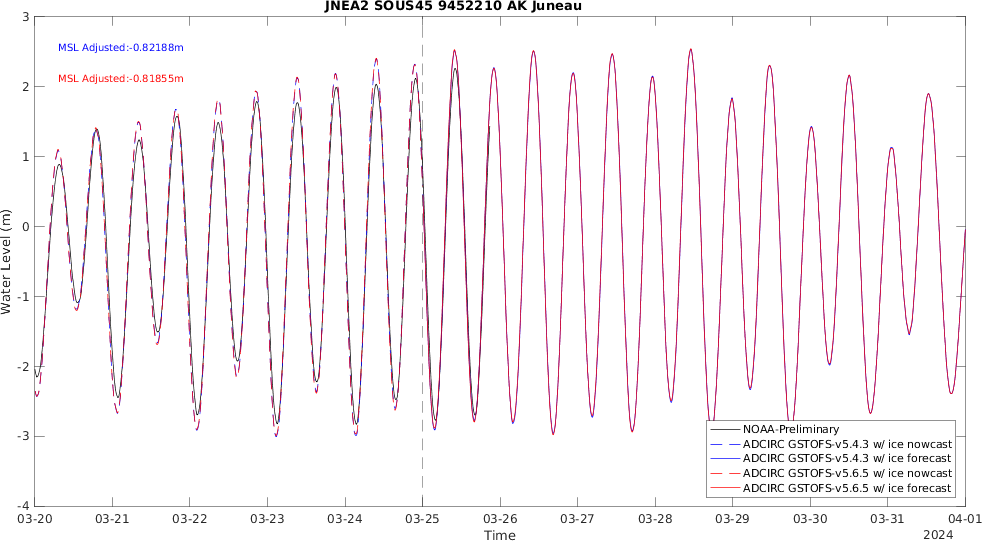 JNEA2 SOUS45 9452210 AK Juneau
MSL Adjusted:-0.82188m
MSL Adjusted:-0.81855m
Water Level (m)
3
2
1
0
-1
-2
-3
-4
NOAA-Preliminary
ADCIRC GSTOFS-v5.4.3 w/ ice nowcast
ADCIRC GSTOFS-v5.4.3 w/ ice forecast
ADCIRC GSTOFS-v5.6.5 w/ ice nowcast
ADCIRC GSTOFS-v5.6.5 w/ ice forecast
03-20 03-21 03-22 03-23 03-24 03-25 03-26 03-27 03-28 03-29 03-30 03-31 04-01
Time
2024